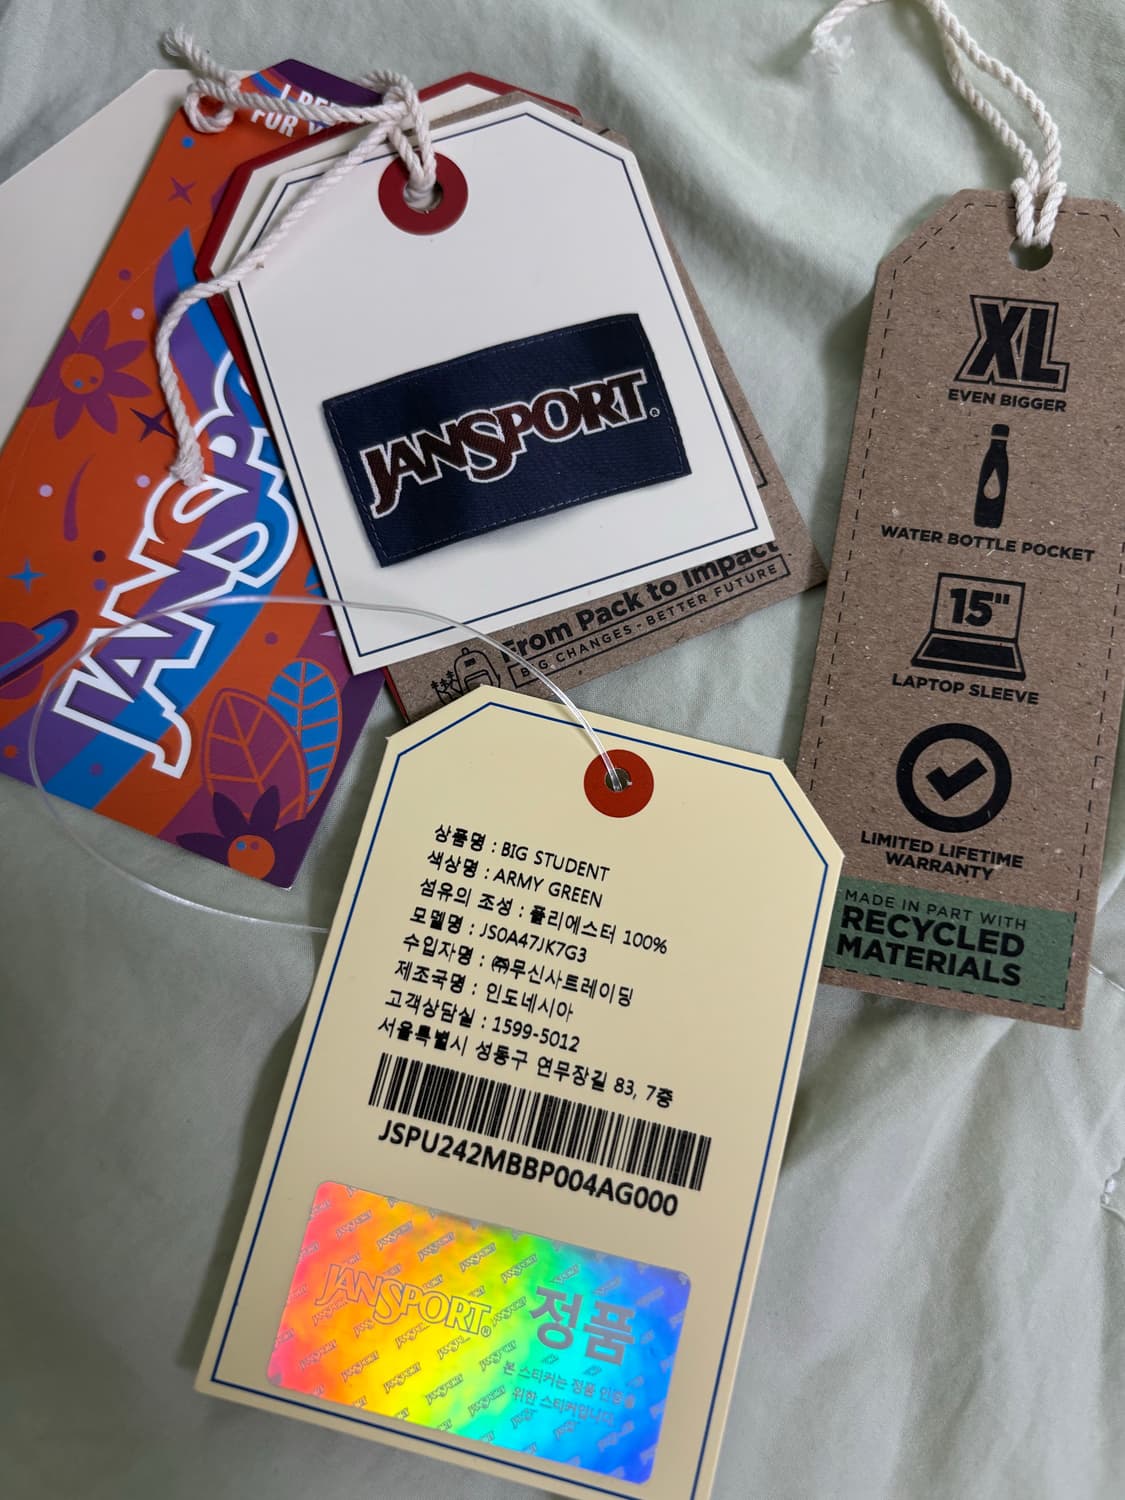 FOR
JANSP
JANSPORT®
From Pack to Impact
BIG CHANGES - BETTER FUTURE
XL
EVEN BIGGER
WATER BOTTLE POCKET
15"
LAPTOP SLEEVE
LIMITED LIFETIME
WARRANTY
MADE IN PART WITH
RECYCLED
MATERIALS
상품명 : BIG STUDENT
색상명 : ARMY GREEN
섬유의 조성 : 폴리에스터 100%
모델명 : JS0A47JK7G3
수입자명 : ㈜무신사트레이딩
제조국명 : 인도네시아
고객상담실 : 1599-5012
서울특별시 성동구 연무장길 83, 7층
JSPU242MBBP004AG000
JANSPORT®
정품
본 스티커는 정품 인증을
위한 스티커입니다.